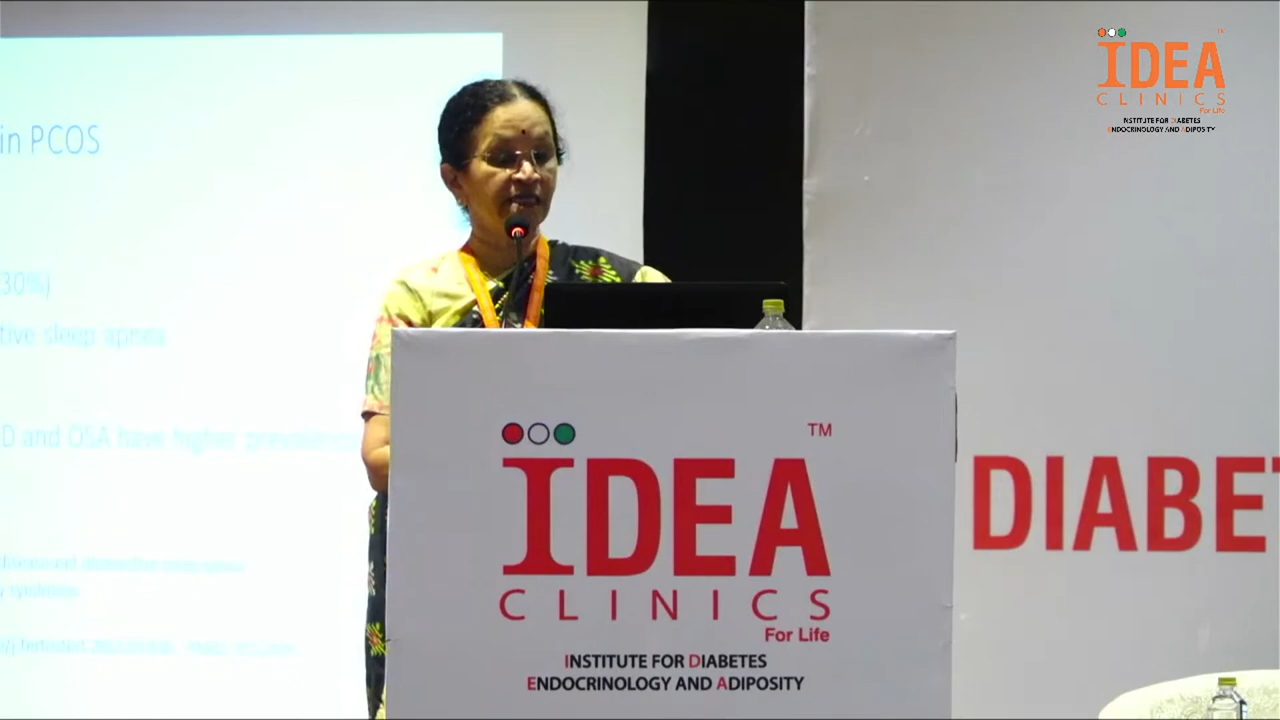 in PCOS
30%)
tive sleep apnea
D and OSA have higher prevalence
IDEA
CLINICS
For Life
INSTITUTE FOR DIABETES
ENDOCRINOLOGY AND ADIPOSITY
TM
IDEA
CLINICS
For Life
INSTITUTE FOR DIABETES
ENDOCRINOLOGY AND ADIPOSITY
DIABET